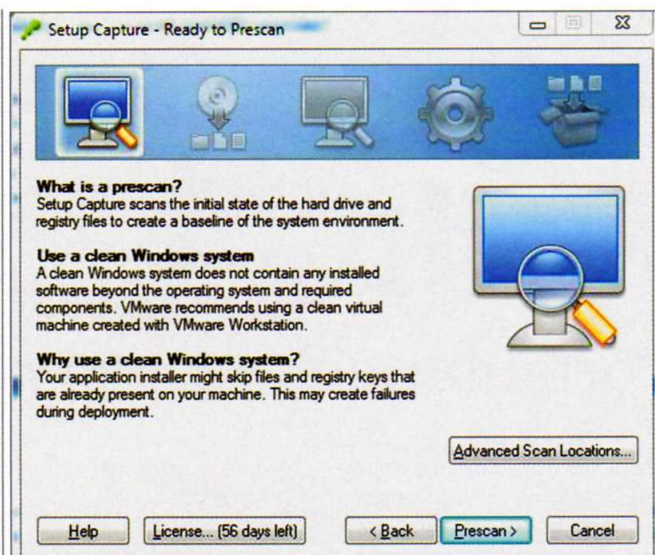 Setup Capture - Ready to Prescan
What is a prescan?
Setup Capture scans the initial state of the hard drive and
registry files to create a baseline of the system environment.
Use a clean Windows system
A clean Windows system does not contain any installed
software beyond the operating system and required
components. VMware recommends using a clean virtual
machine created with VMware Workstation.
Why use a clean Windows system?
Your application installer might skip files and registry keys that
are already present on your machine. This may create failures
during deployment.
Advanced Scan Locations...
Help
License... (56 days left)
< Back
Prescan >
Cancel